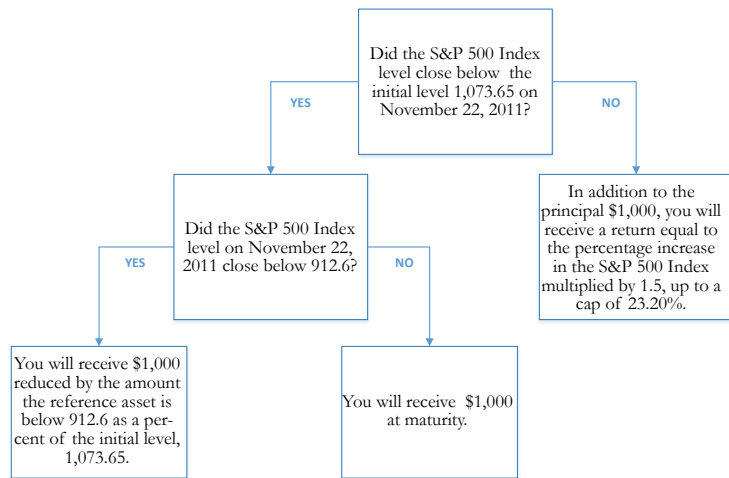 Did the S&P 500 Index
level close below the
initial level 1,073.65 on
November 22, 2011?
YES
NO
Did the S&P 500 Index
level on November 22,
2011 close below 912.6?
In addition to the
principal $1,000, you will
receive a return equal to
the percentage increase
in the S&P 500 Index
multiplied by 1.5, up to a
cap of 23.20%.
YES
NO
You will receive $1,000
reduced by the amount
the reference asset is
below 912.6 as a per-
cent of the initial level,
1,073.65.
You will receive $1,000
at maturity.